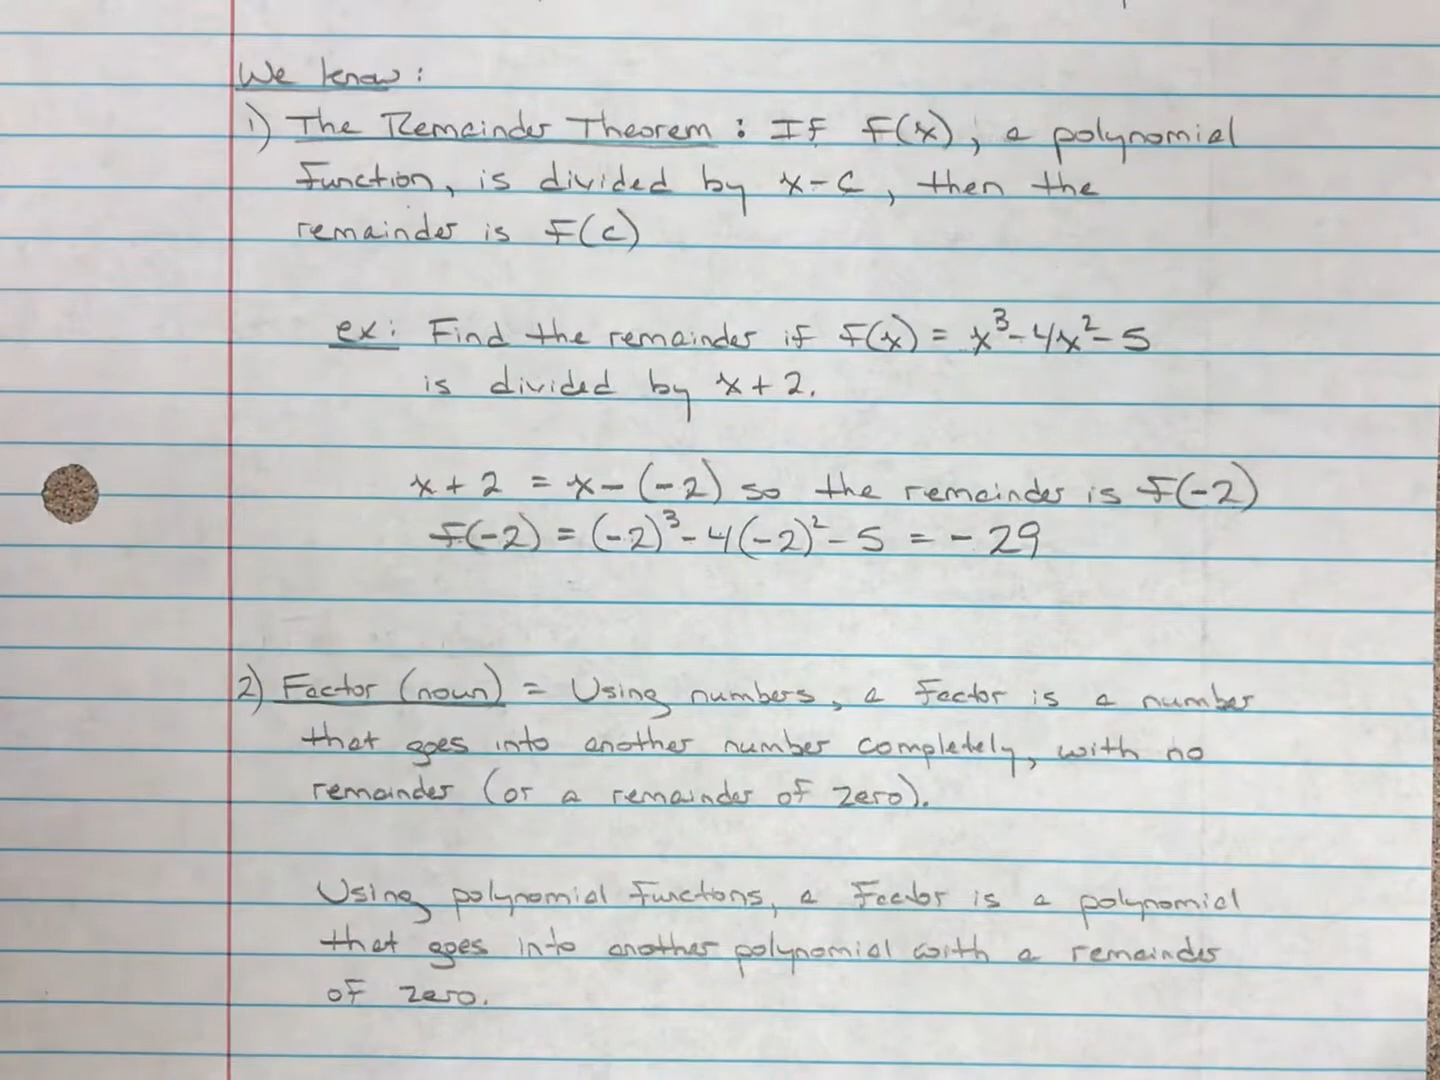 We know:
1) The Remainder Theorem: If f(x), a polynomial
function, is divided by x-c, then the
remainder is f(c)
ex: Find the remainder if f(x) = x³-4x²-5
is divided by x+2.
x+2 = x-(-2) so the remainder is f(-2)
f(-2) = (-2)³-4(-2)²-5 = -29
2) Factor (noun) = Using numbers, a factor is a number
that goes into another number completely, with no
remainder (or a remainder of zero).
Using polynomial functons, a factor is a polynomial
that goes into another polynomial with a remainder
of zero.